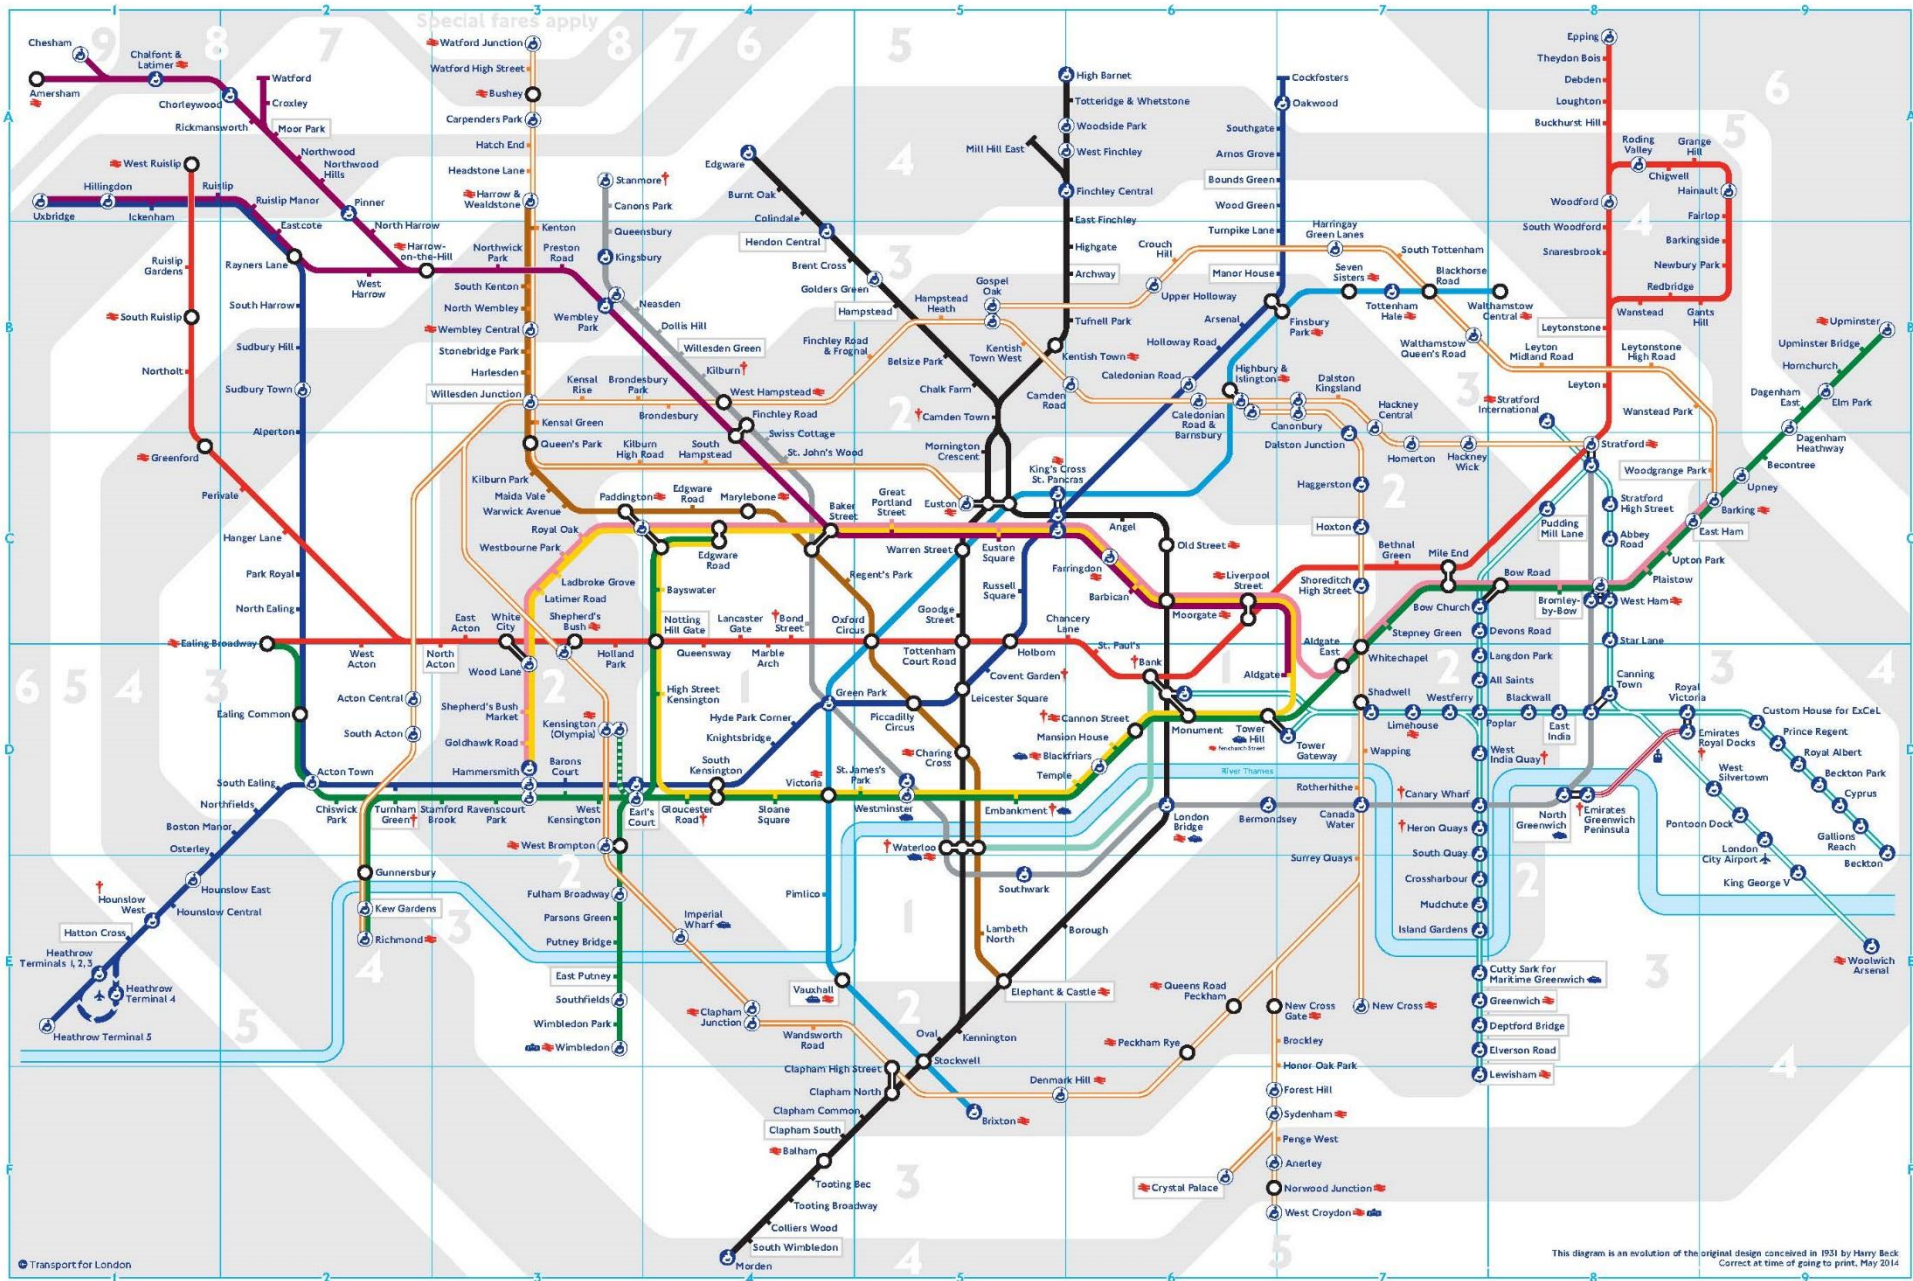 1 2 3 4 5 6 7 8 9
Special fares apply
9 8 7 8 7 6 5 6
Chesham
Chalfont &
Latimer
Amersham
Chorleywood
Rickmansworth
Watford
Croxley
Moor Park
Northwood
Northwood
Hills
Pinner
North Harrow
Harrow-
on-the-Hill
West Ruislip
Hillingdon
Uxbridge
Ickenham
Ruislip
Ruislip Manor
Eastcote
Rayners Lane
West
Harrow
Northwick
Park
Preston
Road
Ruislip
Gardens
South Ruislip
Northolt
Greenford
Perivale
Hanger Lane
South Harrow
Sudbury Hill
Sudbury Town
Alperton
Park Royal
North Ealing
Ealing Broadway
West
Acton
North
Acton
East
Acton
White
City
Shepherd's
Bush
Holland
Park
Ealing Common
South Ealing
Northfields
Boston Manor
Osterley
Hounslow East
Hounslow Central
Hounslow
West
Hatton Cross
Heathrow
Terminals 1, 2, 3
Heathrow
Terminal 4
Heathrow Terminal 5
Watford Junction
Watford High Street
Bushey
Carpenders Park
Hatch End
Headstone Lane
Harrow &
Wealdstone
Kenton
South Kenton
North Wembley
Wembley Central
Stonebridge Park
Harlesden
Willesden Junction
Kensal Green
Queen's Park
Kilburn Park
Maida Vale
Warwick Avenue
Royal Oak
Westbourne Park
Ladbroke Grove
Latimer Road
Wood Lane
Shepherd's Bush
Market
Goldhawk Road
Hammersmith
Acton Central
South Acton
Acton Town
Chiswick
Park
Turnham
Green
Stamford
Brook
Ravenscourt
Park
Barons
Court
West
Kensington
Kensington
(Olympia)
Earl's
Court
West Brompton
Gunnersbury
Kew Gardens
Richmond
Fulham Broadway
Parsons Green
Putney Bridge
East Putney
Southfields
Wimbledon Park
Wimbledon
Stanmore
Canons Park
Queensbury
Kingsbury
Wembley
Park
Neasden
Dollis Hill
Willesden Green
Kilburn
West Hampstead
Finchley Road
Swiss Cottage
St. John's Wood
Kensal
Rise
Brondesbury
Park
Brondesbury
Kilburn
High Road
South
Hampstead
Edgware
Burnt Oak
Colindale
Hendon Central
Brent Cross
Golders Green
Hampstead
Belsize Park
Chalk Farm
Camden Town
Mornington
Crescent
Euston
Finchley Road
& Frognal
Hampstead
Heath
Gospel
Oak
Kentish
Town West
Camden
Road
Mill Hill East
High Barnet
Totteridge & Whetstone
Woodside Park
West Finchley
Finchley Central
East Finchley
Highgate
Archway
Tufnell Park
Kentish Town
Crouch
Hill
Upper Holloway
Harringay
Green Lanes
South Tottenham
Cockfosters
Oakwood
Southgate
Arnos Grove
Bounds Green
Wood Green
Turnpike Lane
Manor House
Finsbury
Park
Arsenal
Holloway Road
Caledonian Road
Seven
Sisters
Tottenham
Hale
Blackhorse
Road
Walthamstow
Central
Walthamstow
Queen's Road
Leyton
Midland Road
Leytonstone
High Road
Wanstead Park
Woodgrange Park
Highbury &
Islington
Caledonian
Road &
Barnsbury
Canonbury
Dalston
Kingsland
Dalston Junction
Hackney
Central
Homerton
Hackney
Wick
Haggerston
Hoxton
Shoreditch
High Street
Epping
Theydon Bois
Debden
Loughton
Buckhurst Hill
Roding
Valley
Grange
Hill
Chigwell
Hainault
Woodford
Fairlop
South Woodford
Barkingside
Snaresbrook
Newbury Park
Redbridge
Gants
Hill
Wanstead
Leytonstone
Leyton
Stratford
International
Stratford
Upminster
Upminster Bridge
Hornchurch
Elm Park
Dagenham
East
Dagenham
Heathway
Becontree
Upney
Barking
East Ham
Upton Park
Plaistow
West Ham
Bromley-
by-Bow
Bow Road
Bow Church
Mile End
Bethnal
Green
Stepney Green
Whitechapel
Aldgate
East
Aldgate
Pudding
Mill Lane
Stratford
High Street
Abbey
Road
Star Lane
Canning
Town
Paddington
Edgware
Road
Marylebone
Baker
Street
Great
Portland
Street
Edgware
Road
Bayswater
Notting
Hill Gate
Queensway
Lancaster
Gate
Marble
Arch
Bond
Street
Oxford
Circus
Regent's Park
Warren Street
Euston
Square
King's Cross
St. Pancras
Russell
Square
Goodge
Street
Tottenham
Court Road
Holborn
Chancery
Lane
St. Paul's
Bank
Angel
Old Street
Farringdon
Barbican
Moorgate
Liverpool
Street
High Street
Kensington
Hyde Park Corner
Knightsbridge
South
Kensington
Gloucester
Road
Sloane
Square
Victoria
St. James's
Park
Westminster
Green Park
Piccadilly
Circus
Leicester Square
Covent Garden
Charing
Cross
Embankment
Temple
Blackfriars
Mansion House
Cannon Street
Monument
Tower
Hill
Fenchurch Street
Tower
Gateway
River Thames
Waterloo
Southwark
London
Bridge
Bermondsey
Canada
Water
Pimlico
Lambeth
North
Borough
Elephant & Castle
Vauxhall
Kennington
Oval
Stockwell
Brixton
Clapham High Street
Clapham North
Clapham Common
Clapham South
Balham
Tooting Bec
Tooting Broadway
Colliers Wood
South Wimbledon
Morden
Imperial
Wharf
Clapham
Junction
Wandsworth
Road
Denmark Hill
Peckham Rye
Queens Road
Peckham
Shadwell
Wapping
Rotherhithe
Surrey Quays
New Cross
Gate
New Cross
Brockley
Honor Oak Park
Forest Hill
Sydenham
Penge West
Anerley
Crystal Palace
Norwood Junction
West Croydon
Devons Road
Langdon Park
All Saints
Limehouse
Westferry
Poplar
Blackwall
East
India
West
India Quay
Canary Wharf
Heron Quays
South Quay
Crossharbour
Mudchute
Island Gardens
Cutty Sark for
Maritime Greenwich
Greenwich
Deptford Bridge
Elverson Road
Lewisham
North
Greenwich
Emirates
Greenwich
Peninsula
Emirates
Royal Docks
Royal
Victoria
Custom House for ExCeL
Prince Regent
Royal Albert
Beckton Park
Cyprus
Gallions
Reach
Beckton
West
Silvertown
Pontoon Dock
London
City Airport
King George V
Woolwich
Arsenal
A B C D E F
Transport for London
This diagram is an evolution of the original design conceived in 1931 by Harry Beck
Correct at time of going to print, May 2014